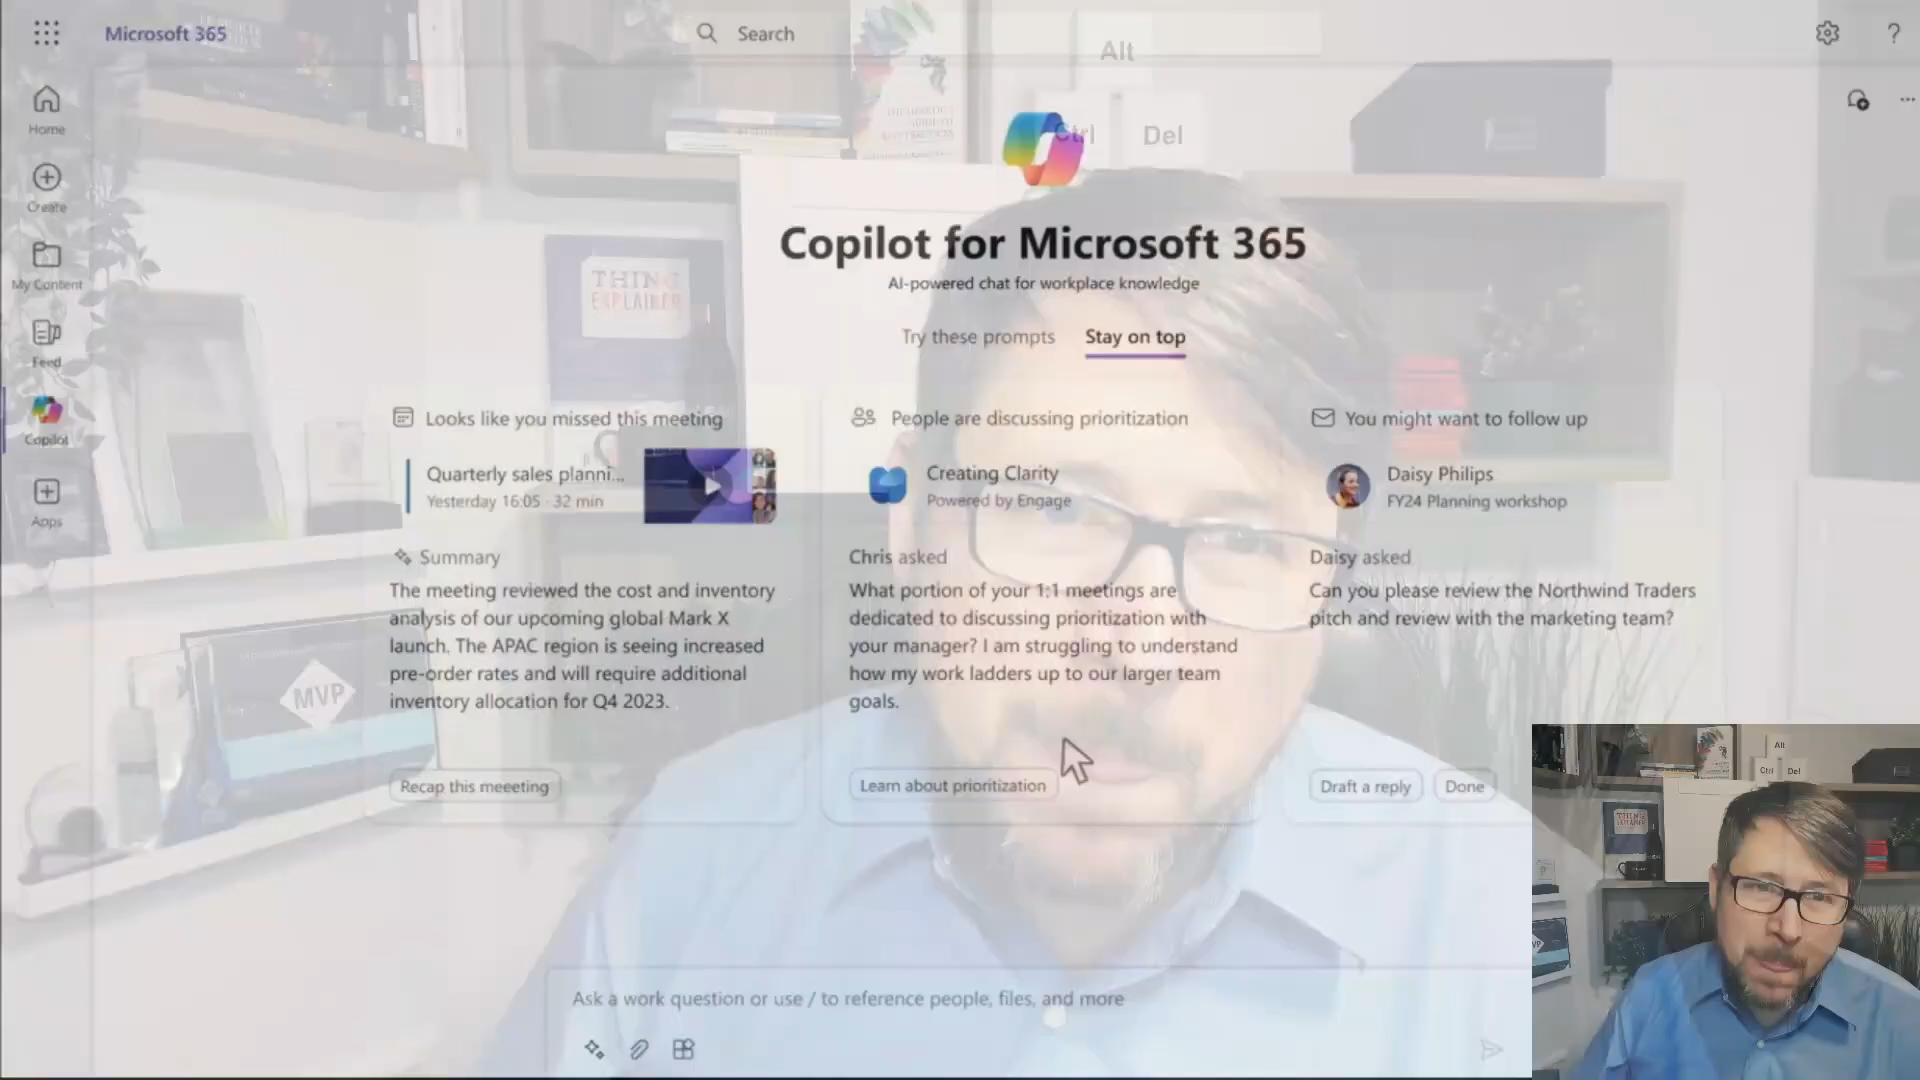 Microsoft 365
Search
Alt
Ctrl
Del
Home
Create
My Content
Feed
Copilot
Apps
Copilot for Microsoft 365
AI-powered chat for workplace knowledge
Try these prompts
Stay on top
THING
EXPLAINER
Looks like you missed this meeting
Quarterly sales planni...
Yesterday 16:05 · 32 min
Summary
The meeting reviewed the cost and inventory
analysis of our upcoming global Mark X
launch. The APAC region is seeing increased
pre-order rates and will require additional
inventory allocation for Q4 2023.
Recap this meeeting
People are discussing prioritization
Creating Clarity
Powered by Engage
Chris asked
What portion of your 1:1 meetings are
dedicated to discussing prioritization with
your manager? I am struggling to understand
how my work ladders up to our larger team
goals.
Learn about prioritization
You might want to follow up
Daisy Philips
FY24 Planning workshop
Daisy asked
Can you please review the Northwind Traders
pitch and review with the marketing team?
Draft a reply
Done
MVP
Ask a work question or use / to reference people, files, and more
Alt
Ctrl
Del
THING
EXPLAINER